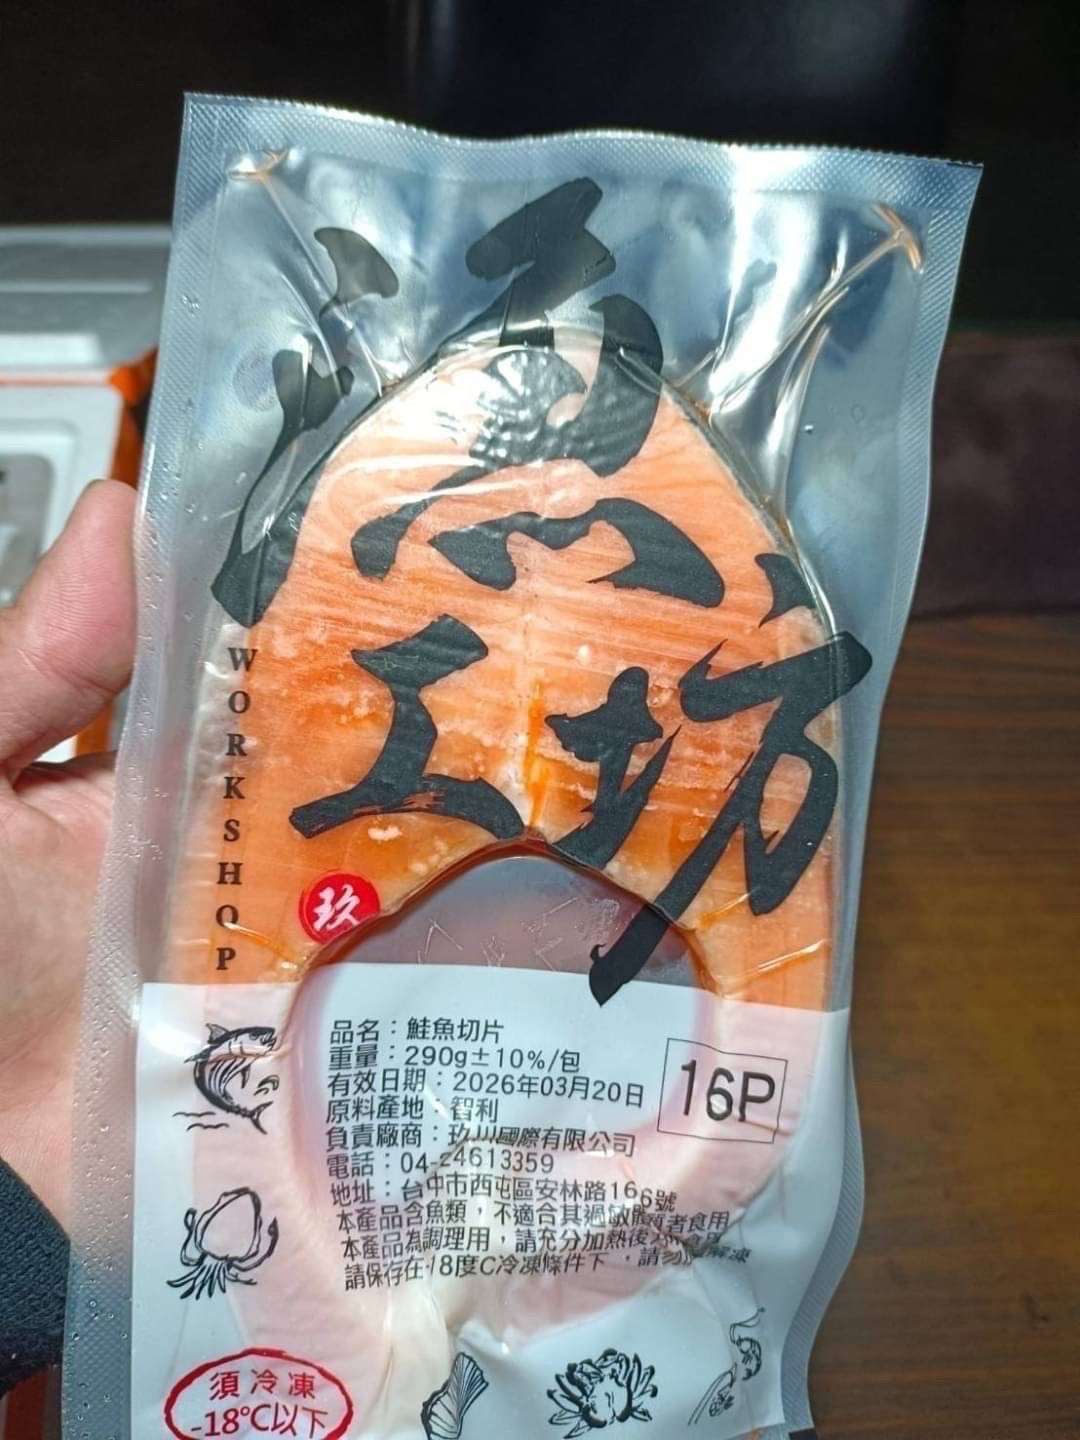 漁
工坊
WORKSHOP
玖
品名：鮭魚切片
重量：290g±10%/包
有效日期：2026年03月20日
原料產地：智利
負責廠商：玖川國際有限公司
電話：04-24613359
地址：台中市西屯區安林路166號
本產品含魚類，不適合其過敏體質者食用
本產品為調理用，請充分加熱後
請保存在-18度C冷凍條件下，請勿
解凍
16P
須冷凍
-18°C以下